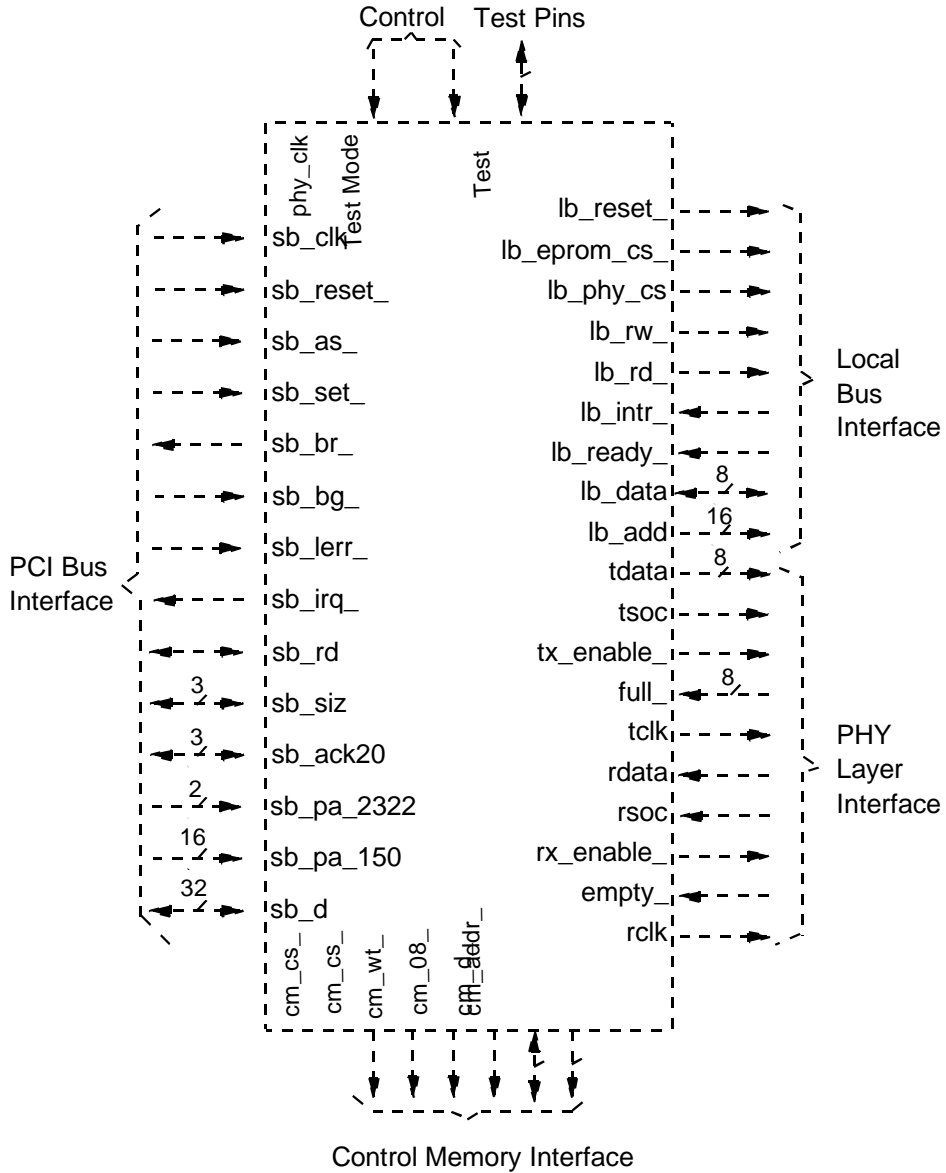 Control
Test Pins
phy_clk
Test Mode
Test
sb_clk
sb_reset_
sb_as_
sb_set_
sb_br_
sb_bg_
sb_lerr_
sb_irq_
sb_rd
3
sb_siz
3
sb_ack20
2
sb_pa_2322
16
sb_pa_150
32
sb_d
PCI Bus
Interface
lb_reset_
lb_eprom_cs_
lb_phy_cs
lb_rw_
lb_rd_
lb_intr_
lb_ready_
lb_data
8
lb_add
16
tdata
8
tsoc
tx_enable_
full_
8
tclk
rdata
rsoc
rx_enable_
empty_
rclk
Local
Bus
Interface
PHY
Layer
Interface
cm_cs_
cm_cs_
cm_wt_
cm_08_
cm_d_
cm_addr_
Control Memory Interface